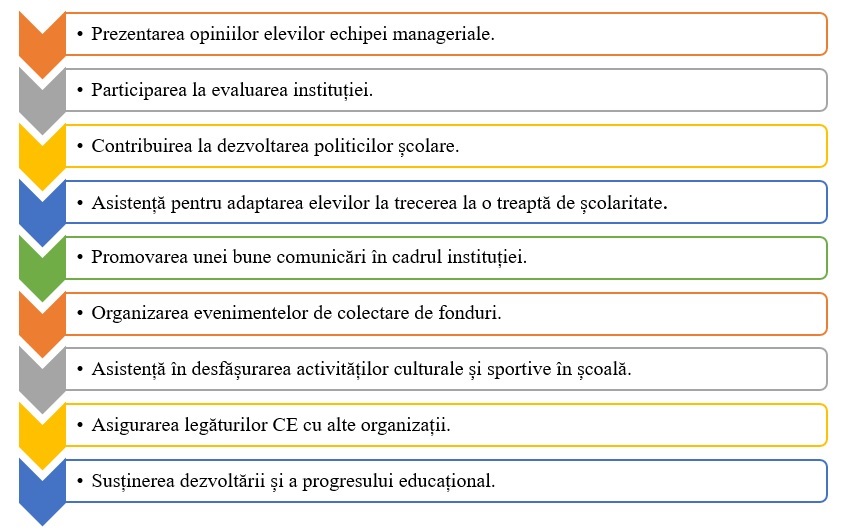 • Prezentarea opiniilor elevilor echipei manageriale.
• Participarea la evaluarea instituției.
• Contribuirea la dezvoltarea politicilor școlare.
• Asistență pentru adaptarea elevilor la trecerea la o treaptă de școlaritate.
• Promovarea unei bune comunicări în cadrul instituției.
• Organizarea evenimentelor de colectare de fonduri.
• Asistență în desfășurarea activităților culturale și sportive în școală.
• Asigurarea legăturilor CE cu alte organizații.
• Susținerea dezvoltării și a progresului educațional.